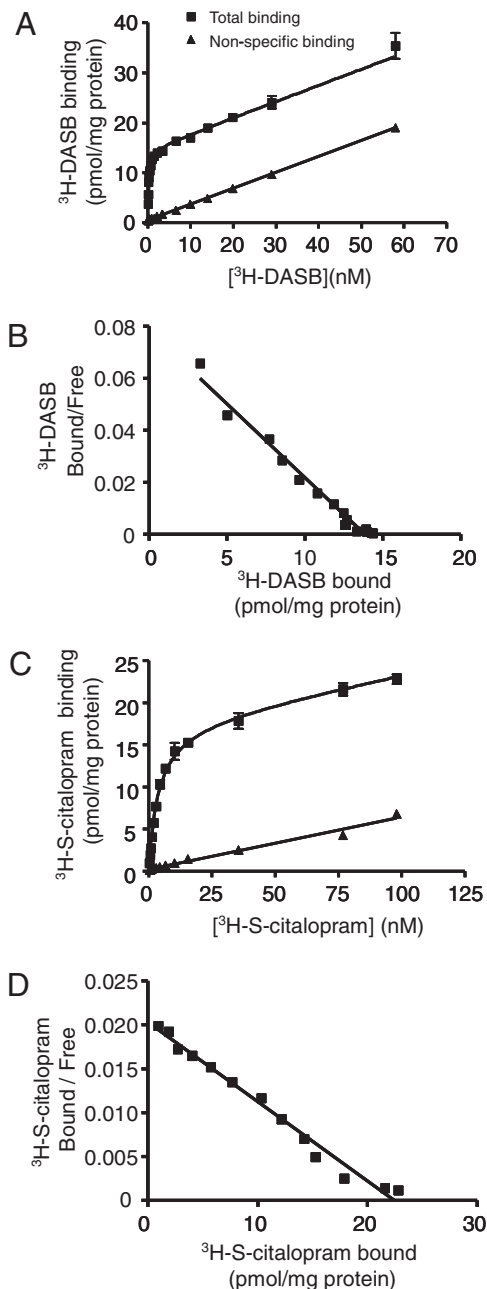 A
Total binding
Non-specific binding
³H-DASB binding
(pmol/mg protein)
40
30
20
10
0
0 10 20 30 40 50 60 70
[³H-DASB](nM)
B
³H-DASB
Bound/Free
0.08
0.06
0.04
0.02
0
0 5 10 15 20
³H-DASB bound
(pmol/mg protein)
C
³H-S-citalopram binding
(pmol/mg protein)
25
20
15
10
5
0
0 25 50 75 100 125
[³H-S-citalopram] (nM)
D
³H-S-citalopram
Bound / Free
0.025
0.020
0.015
0.010
0.005
0
0 10 20 30
³H-S-citalopram bound
(pmol/mg protein)